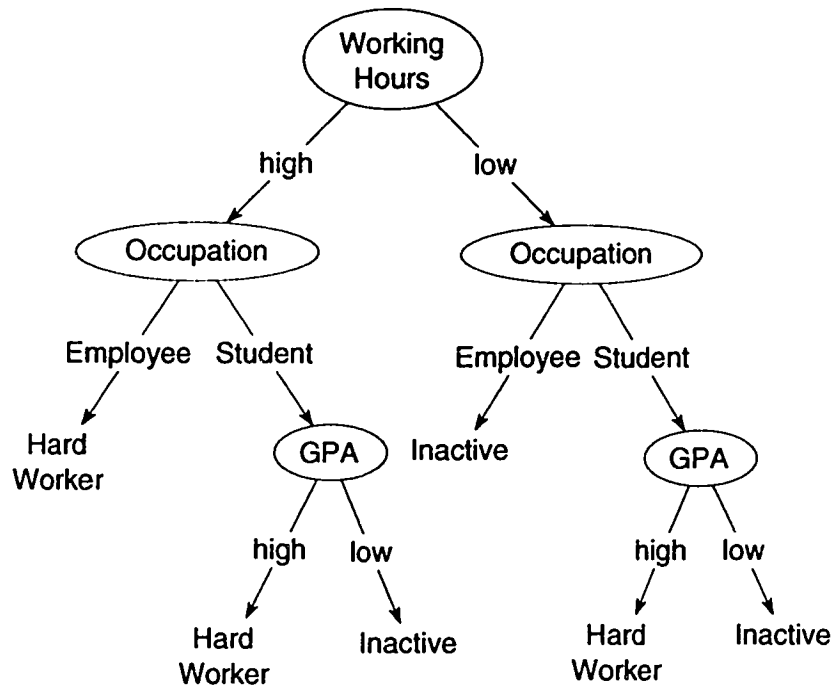 Working
Hours
high
low
Occupation
Occupation
Employee
Student
Employee
Student
Hard
Worker
GPA
Inactive
GPA
high
low
high
low
Hard
Worker
Inactive
Hard
Worker
Inactive